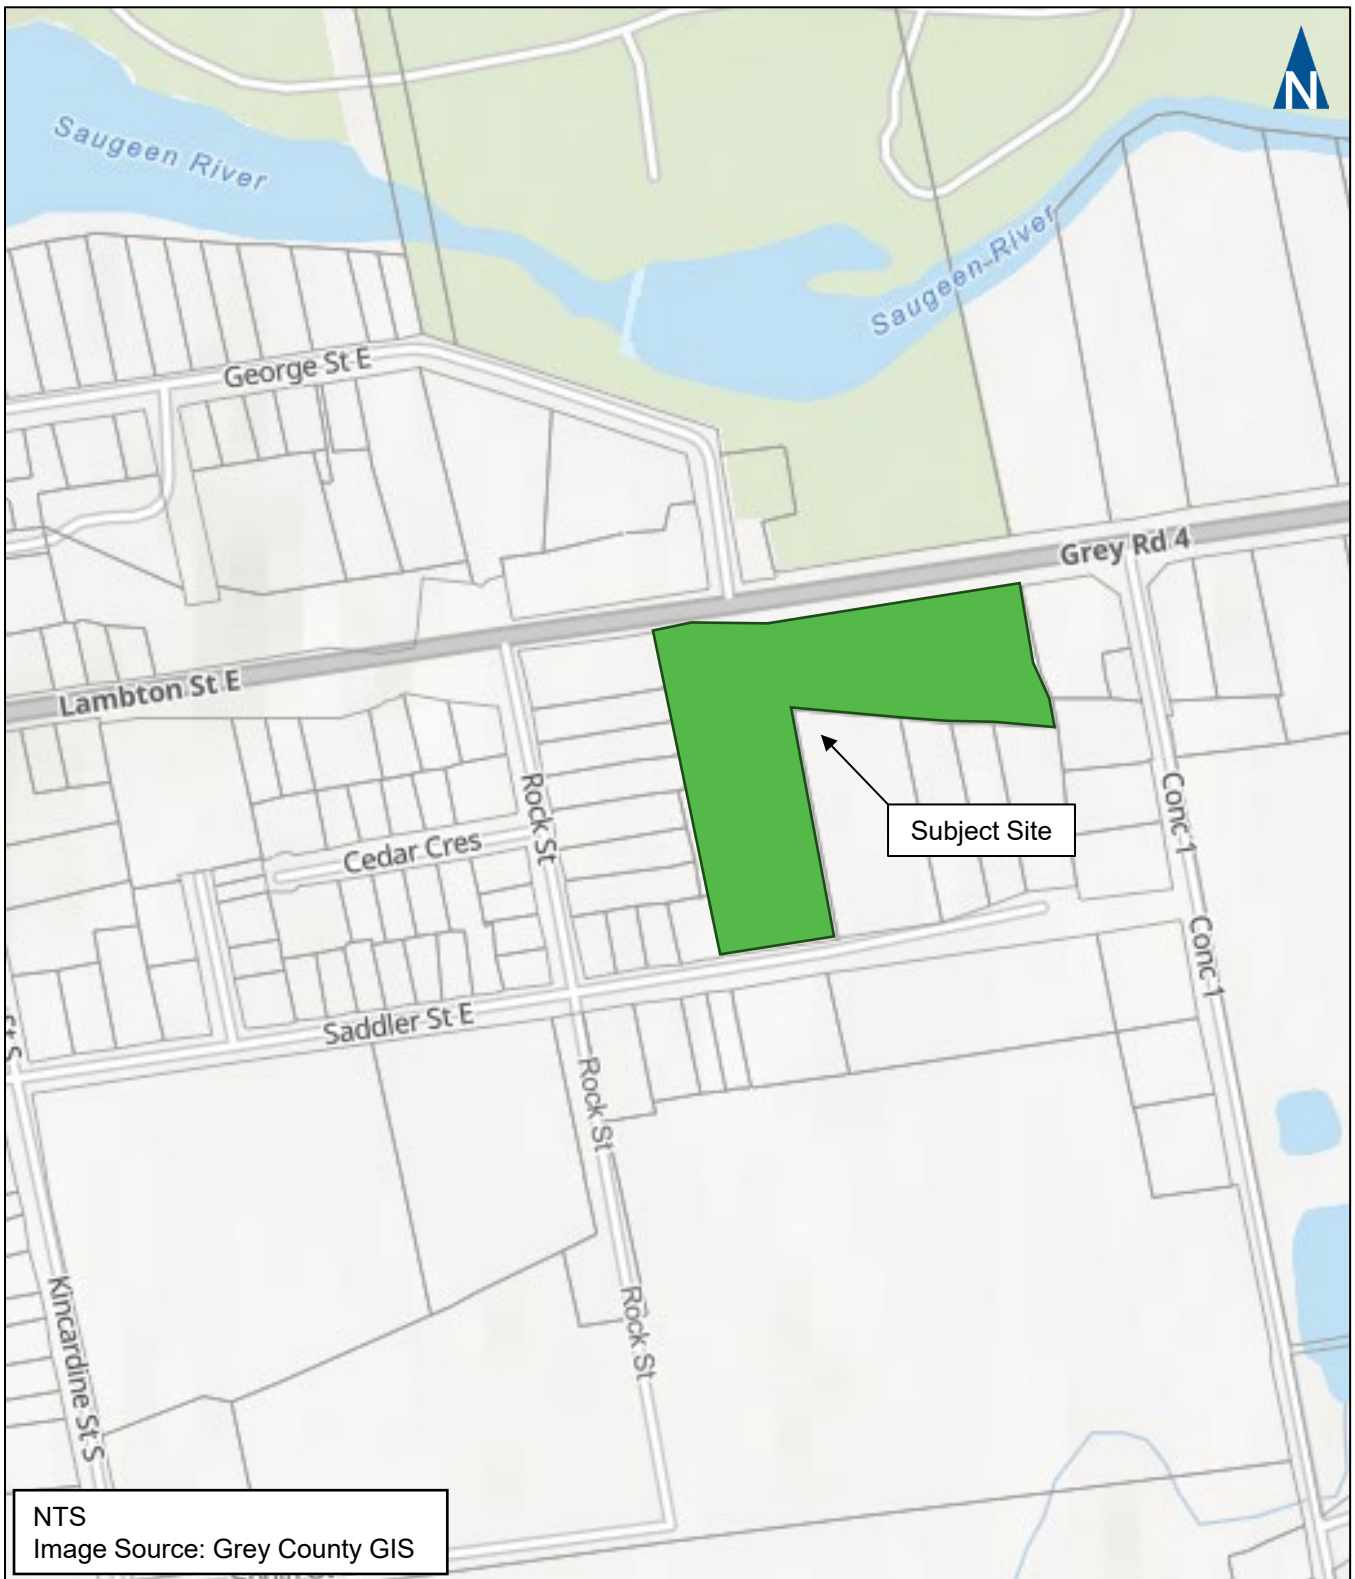 N
Saugeen River
Saugeen River
George St E
Grey Rd 4
Lambton St E
Rock St
Subject Site
Conc 1
Cedar Cres
Conc 1
Saddler St E
St S
Rock St
Rock St
Kincardine St S
NTS
Image Source: Grey County GIS